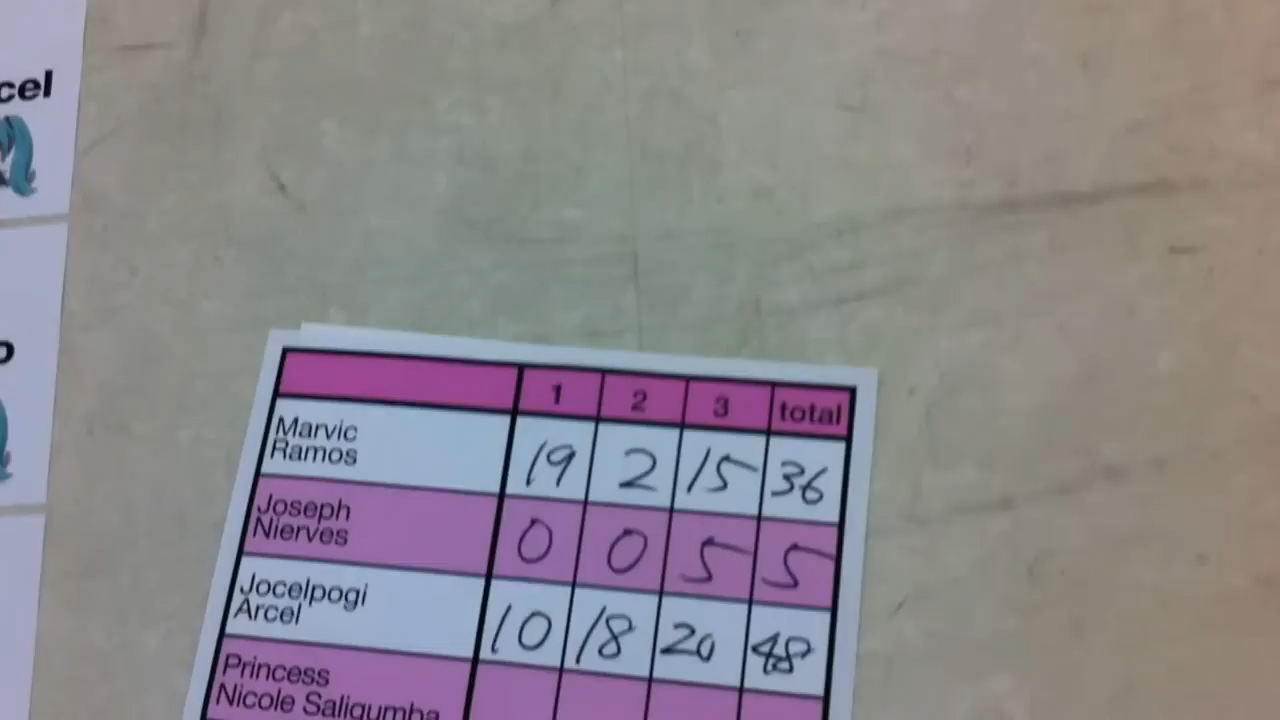 cel
o
1 2 3 total
Marvic
Ramos
19 2 15 36
Joseph
Nierves
0 0 5 5
Jocelpogi
Arcel
10 18 20 48
Princess
Nicole Saligumba